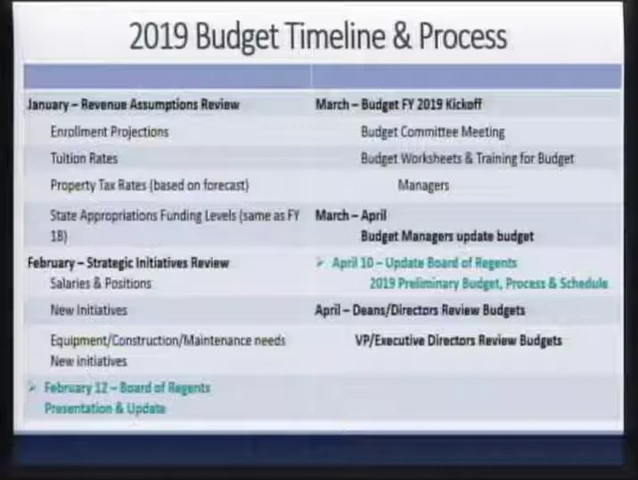 2019 Budget Timeline & Process
January – Revenue Assumptions Review
Enrollment Projections
Tuition Rates
Property Tax Rates (based on forecast)
State Appropriations Funding Levels (same as FY
18)
February – Strategic Initiatives Review
Salaries & Positions
New Initiatives
Equipment/Construction/Maintenance needs
New initiatives
➢ February 12 – Board of Regents
Presentation & Update
March – Budget FY 2019 Kickoff
Budget Committee Meeting
Budget Worksheets & Training for Budget
Managers
March – April
Budget Managers update budget
➢ April 10 – Update Board of Regents
2019 Preliminary Budget, Process & Schedule
April – Deans/Directors Review Budgets
VP/Executive Directors Review Budgets